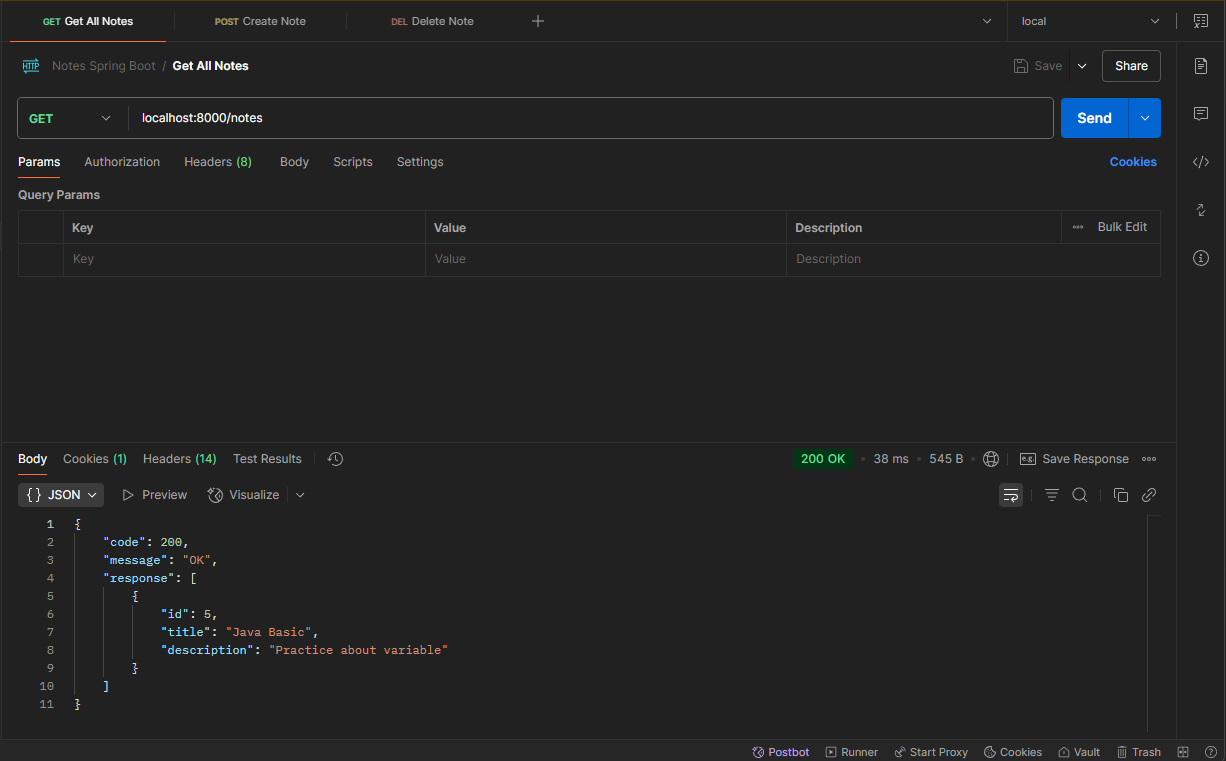 GET Get All Notes POST Create Note DEL Delete Note local
HTTP Notes Spring Boot / Get All Notes Save Share
GET localhost:8000/notes Send
Params Authorization Headers (8) Body Scripts Settings Cookies
Query Params
Key Value Description Bulk Edit
Key Value Description
Body Cookies (1) Headers (14) Test Results 200 OK 38 ms 545 B e.g. Save Response
{} JSON Preview Visualize
1 {
2 "code": 200,
3 "message": "OK",
4 "response": [
5 {
6 "id": 5,
7 "title": "Java Basic",
8 "description": "Practice about variable"
9 }
10 ]
11 }
Postbot Runner Start Proxy Cookies Vault Trash